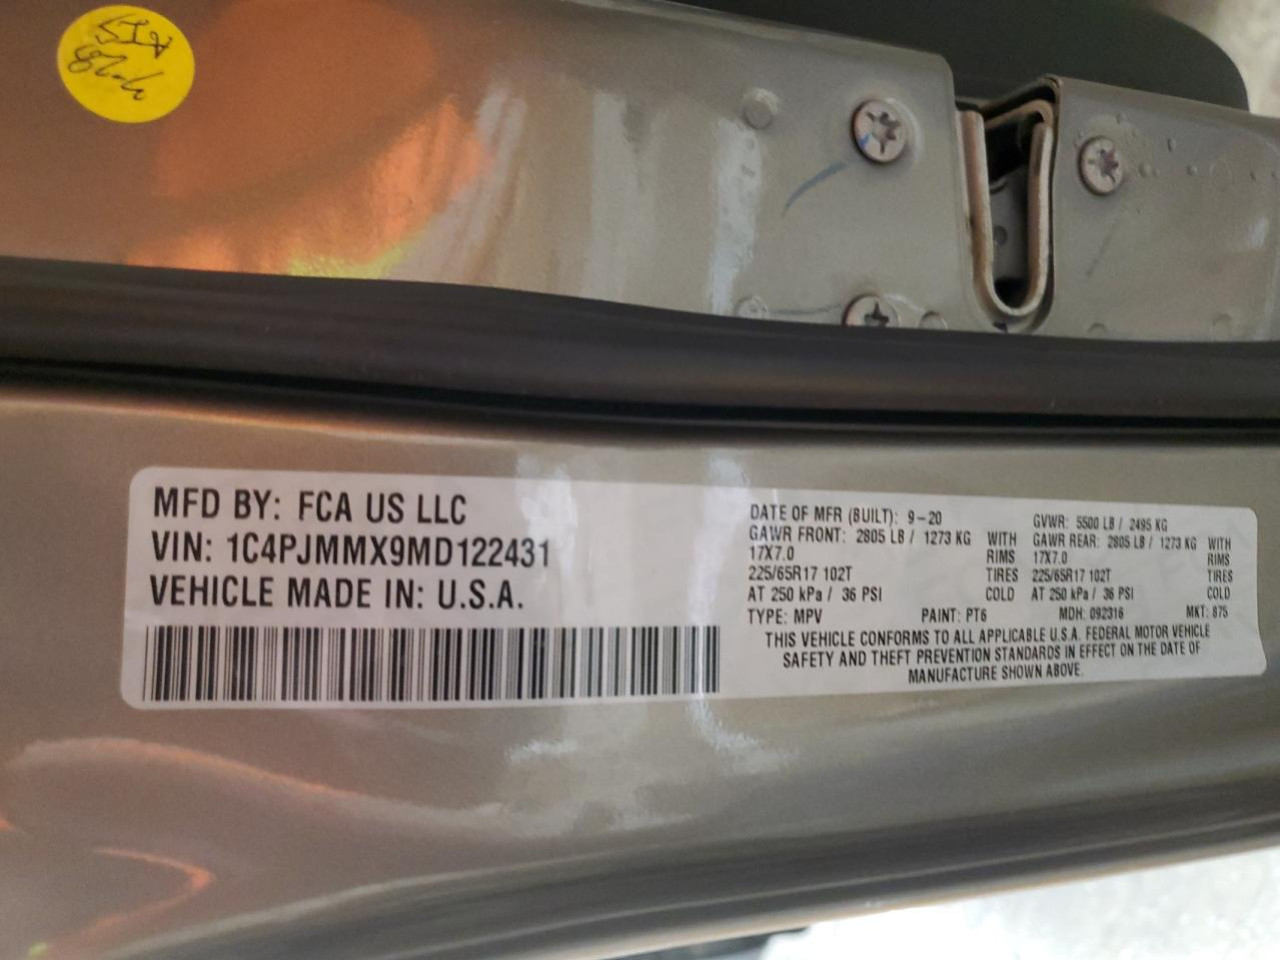 MFD BY: FCA US LLC
VIN: 1C4PJMMX9MD122431
VEHICLE MADE IN: U.S.A.
DATE OF MFR (BUILT): 9-20 GVWR: 5500 LB / 2495 KG
GAWR FRONT: 2805 LB / 1273 KG WITH GAWR REAR: 2805 LB / 1273 KG WITH
17X7.0 RIMS 17X7.0 RIMS
225/65R17 102T TIRES 225/65R17 102T TIRES
AT 250 kPa / 36 PSI COLD AT 250 kPa / 36 PSI COLD
TYPE: MPV PAINT: PT6 MDH: 092316 MKT: 875
THIS VEHICLE CONFORMS TO ALL APPLICABLE U.S.A. FEDERAL MOTOR VEHICLE
SAFETY AND THEFT PREVENTION STANDARDS IN EFFECT ON THE DATE OF
MANUFACTURE SHOWN ABOVE.